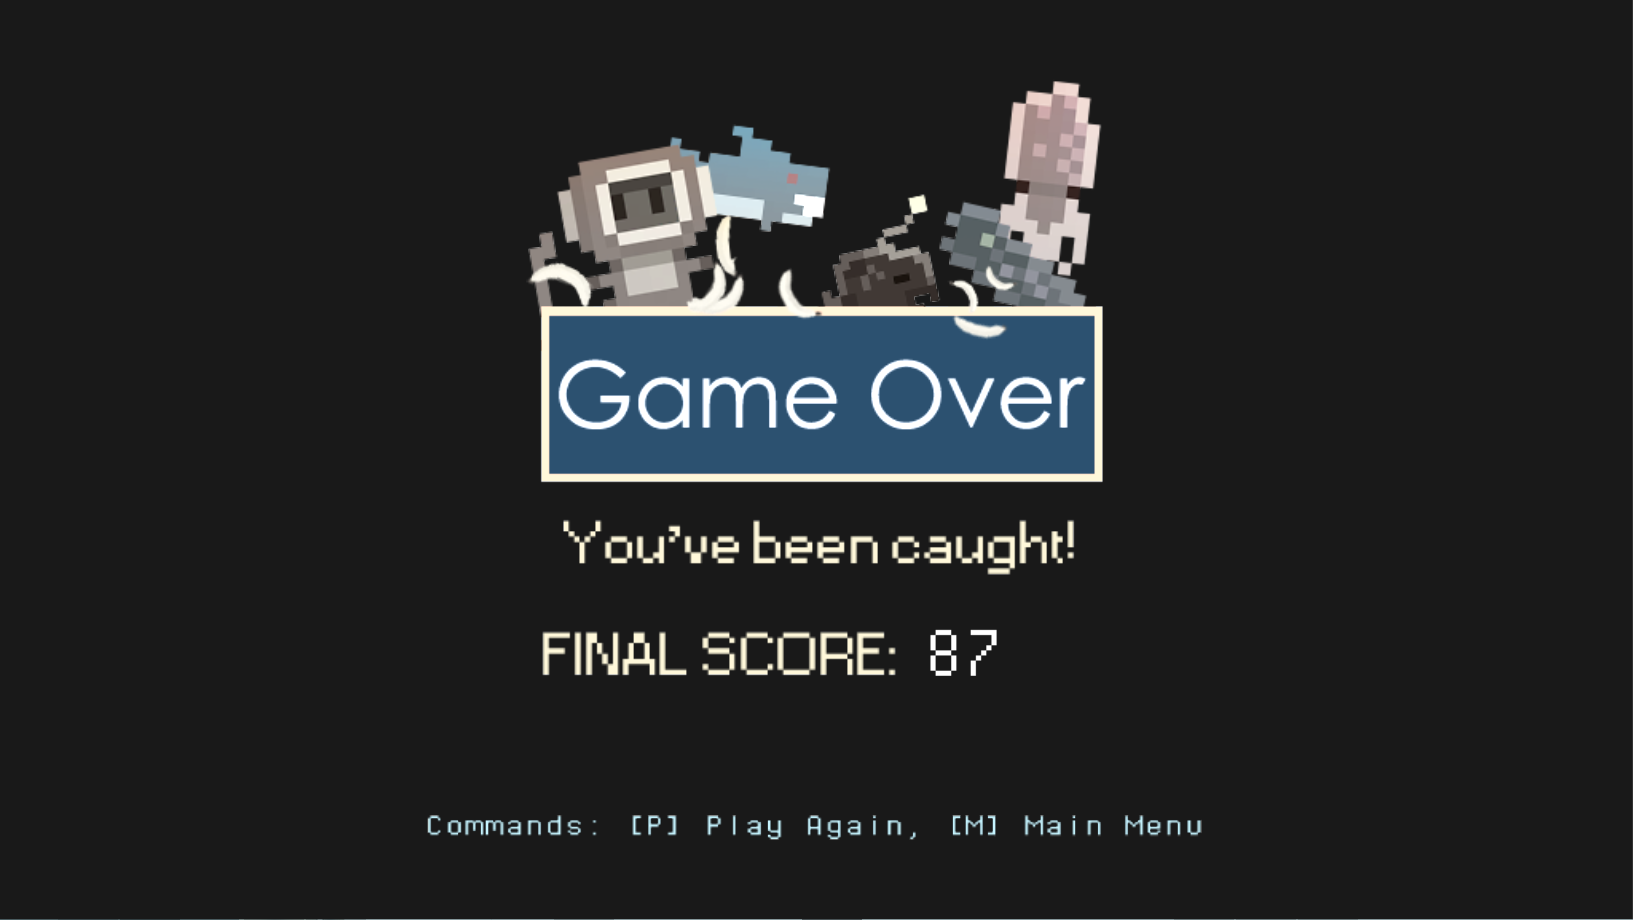 Game Over
You've been caught!
FINAL SCORE: 87
Commands: [P] Play Again, [M] Main Menu